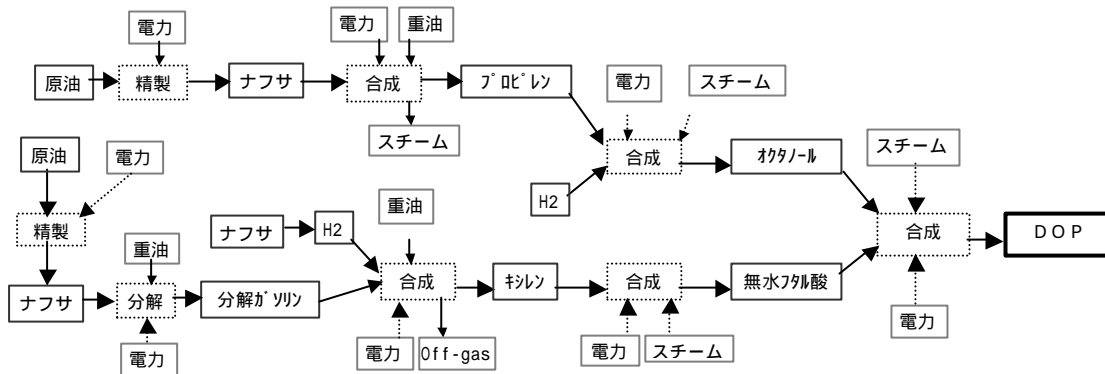 電力
電力
重油
原油
精製
ナフサ
合成
ﾌﾟﾛﾋﾟﾚﾝ
スチーム
電力
スチーム
原油
電力
合成
オクタノール
スチーム
H2
精製
重油
ナフサ
H2
重油
合成
DOP
ナフサ
分解
分解ガソリン
合成
キシレン
合成
無水フタル酸
電力
電力
Off-gas
電力
スチーム
電力